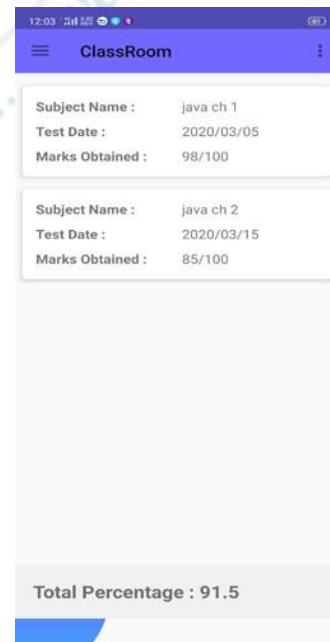 12:03
ClassRoom
Subject Name : java ch 1
Test Date : 2020/03/05
Marks Obtained : 98/100
Subject Name : java ch 2
Test Date : 2020/03/15
Marks Obtained : 85/100
Total Percentage : 91.5